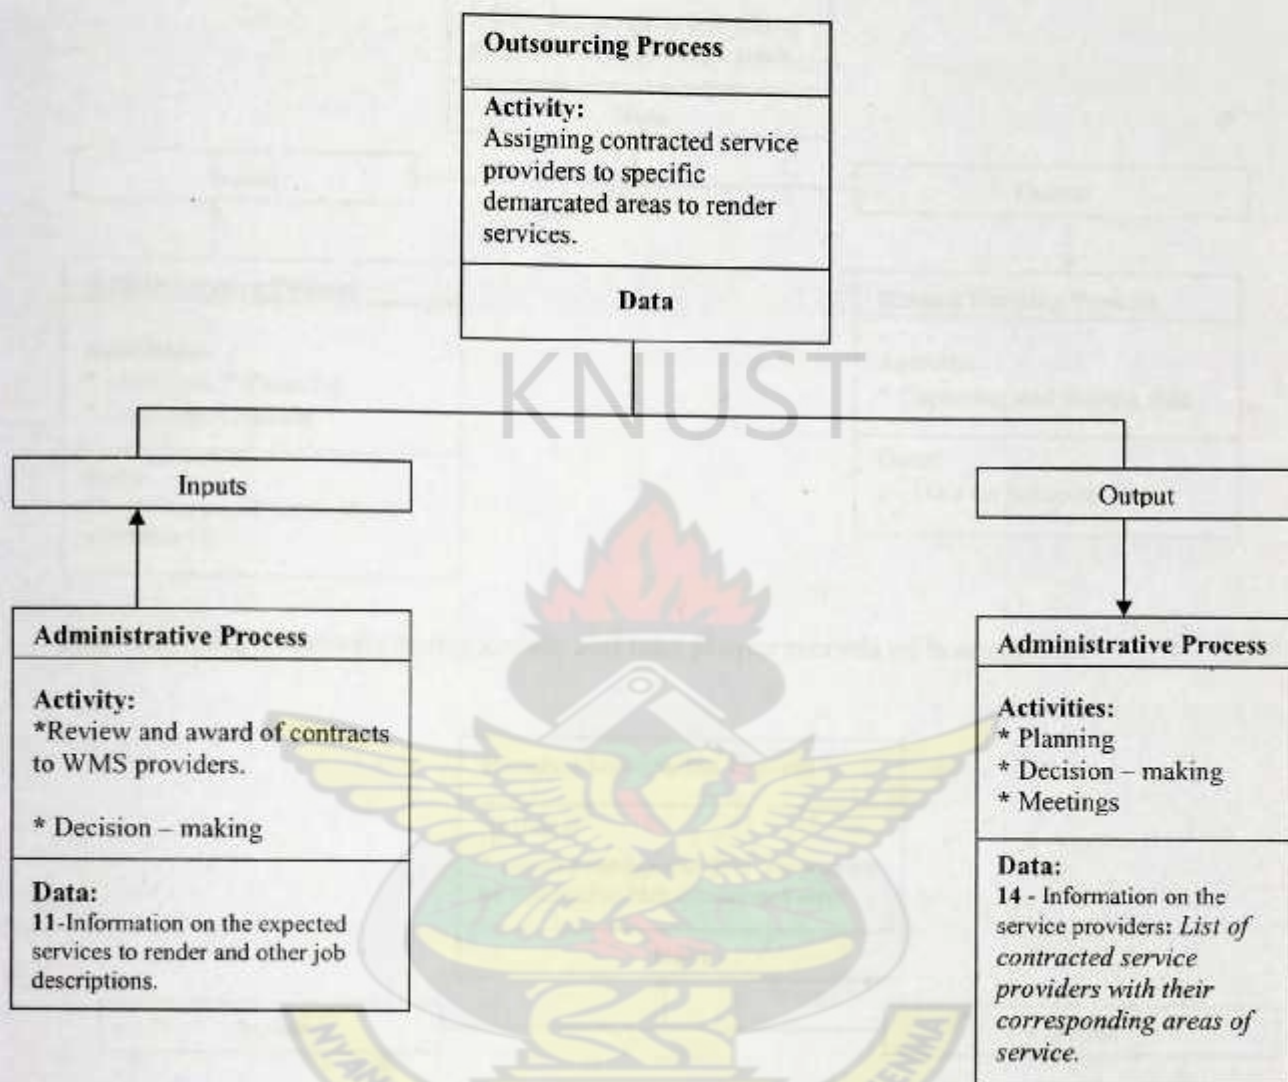 Outsourcing Process
Activity:
Assigning contracted service
providers to specific
demarcated areas to render
services.
Data
KNUST
Inputs
Output
Administrative Process
Activity:
*Review and award of contracts
to WMS providers.
* Decision – making
Data:
11-Information on the expected
services to render and other job
descriptions.
Administrative Process
Activities:
* Planning
* Decision – making
* Meetings
Data:
14 - Information on the
service providers: List of
contracted service
providers with their
corresponding areas of
service.